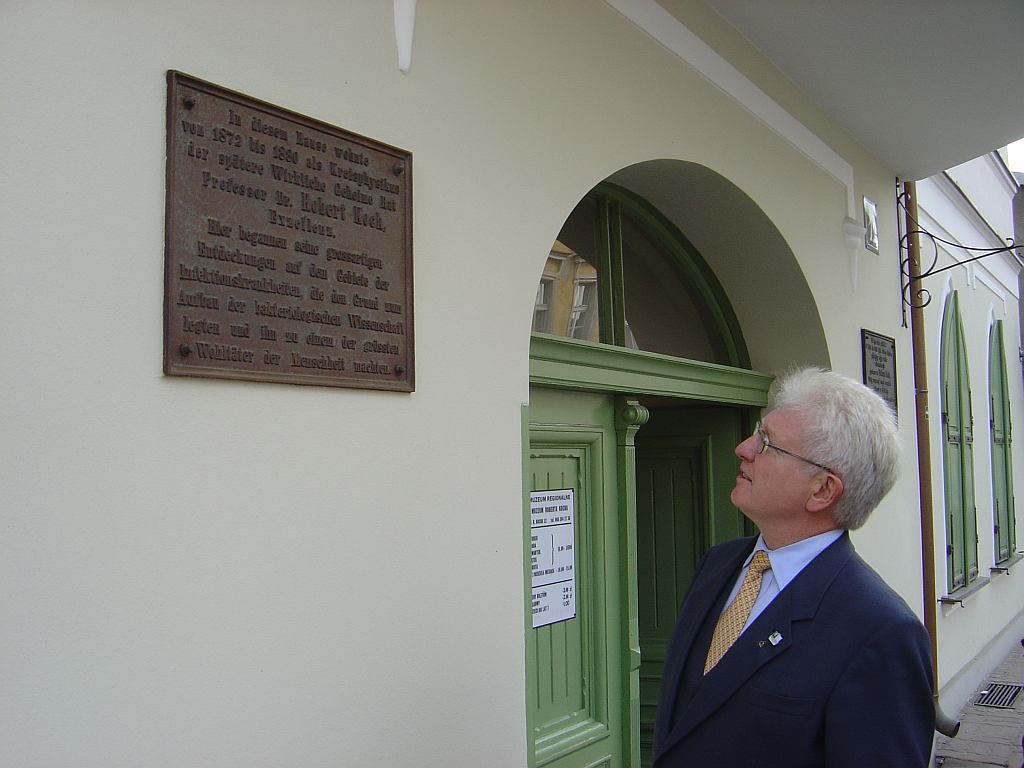 In diesem Hause wohnte
von 1872 bis 1880 als Kreisphysikus
der spätere Wirkliche Geheime Rat
Professor Dr. Robert Koch,
Exzellenz.
Hier begannen seine grossartigen
Entdeckungen auf dem Gebiete der
Infektionskrankheiten, die den Grund zum
Aufbau der bakteriologischen Wissenschaft
legten und ihn zu einem der grössten
Wohltäter der Menschheit machten.
MUZEUM REGIONALNE
MUZEUM ROBERTA KOCHA